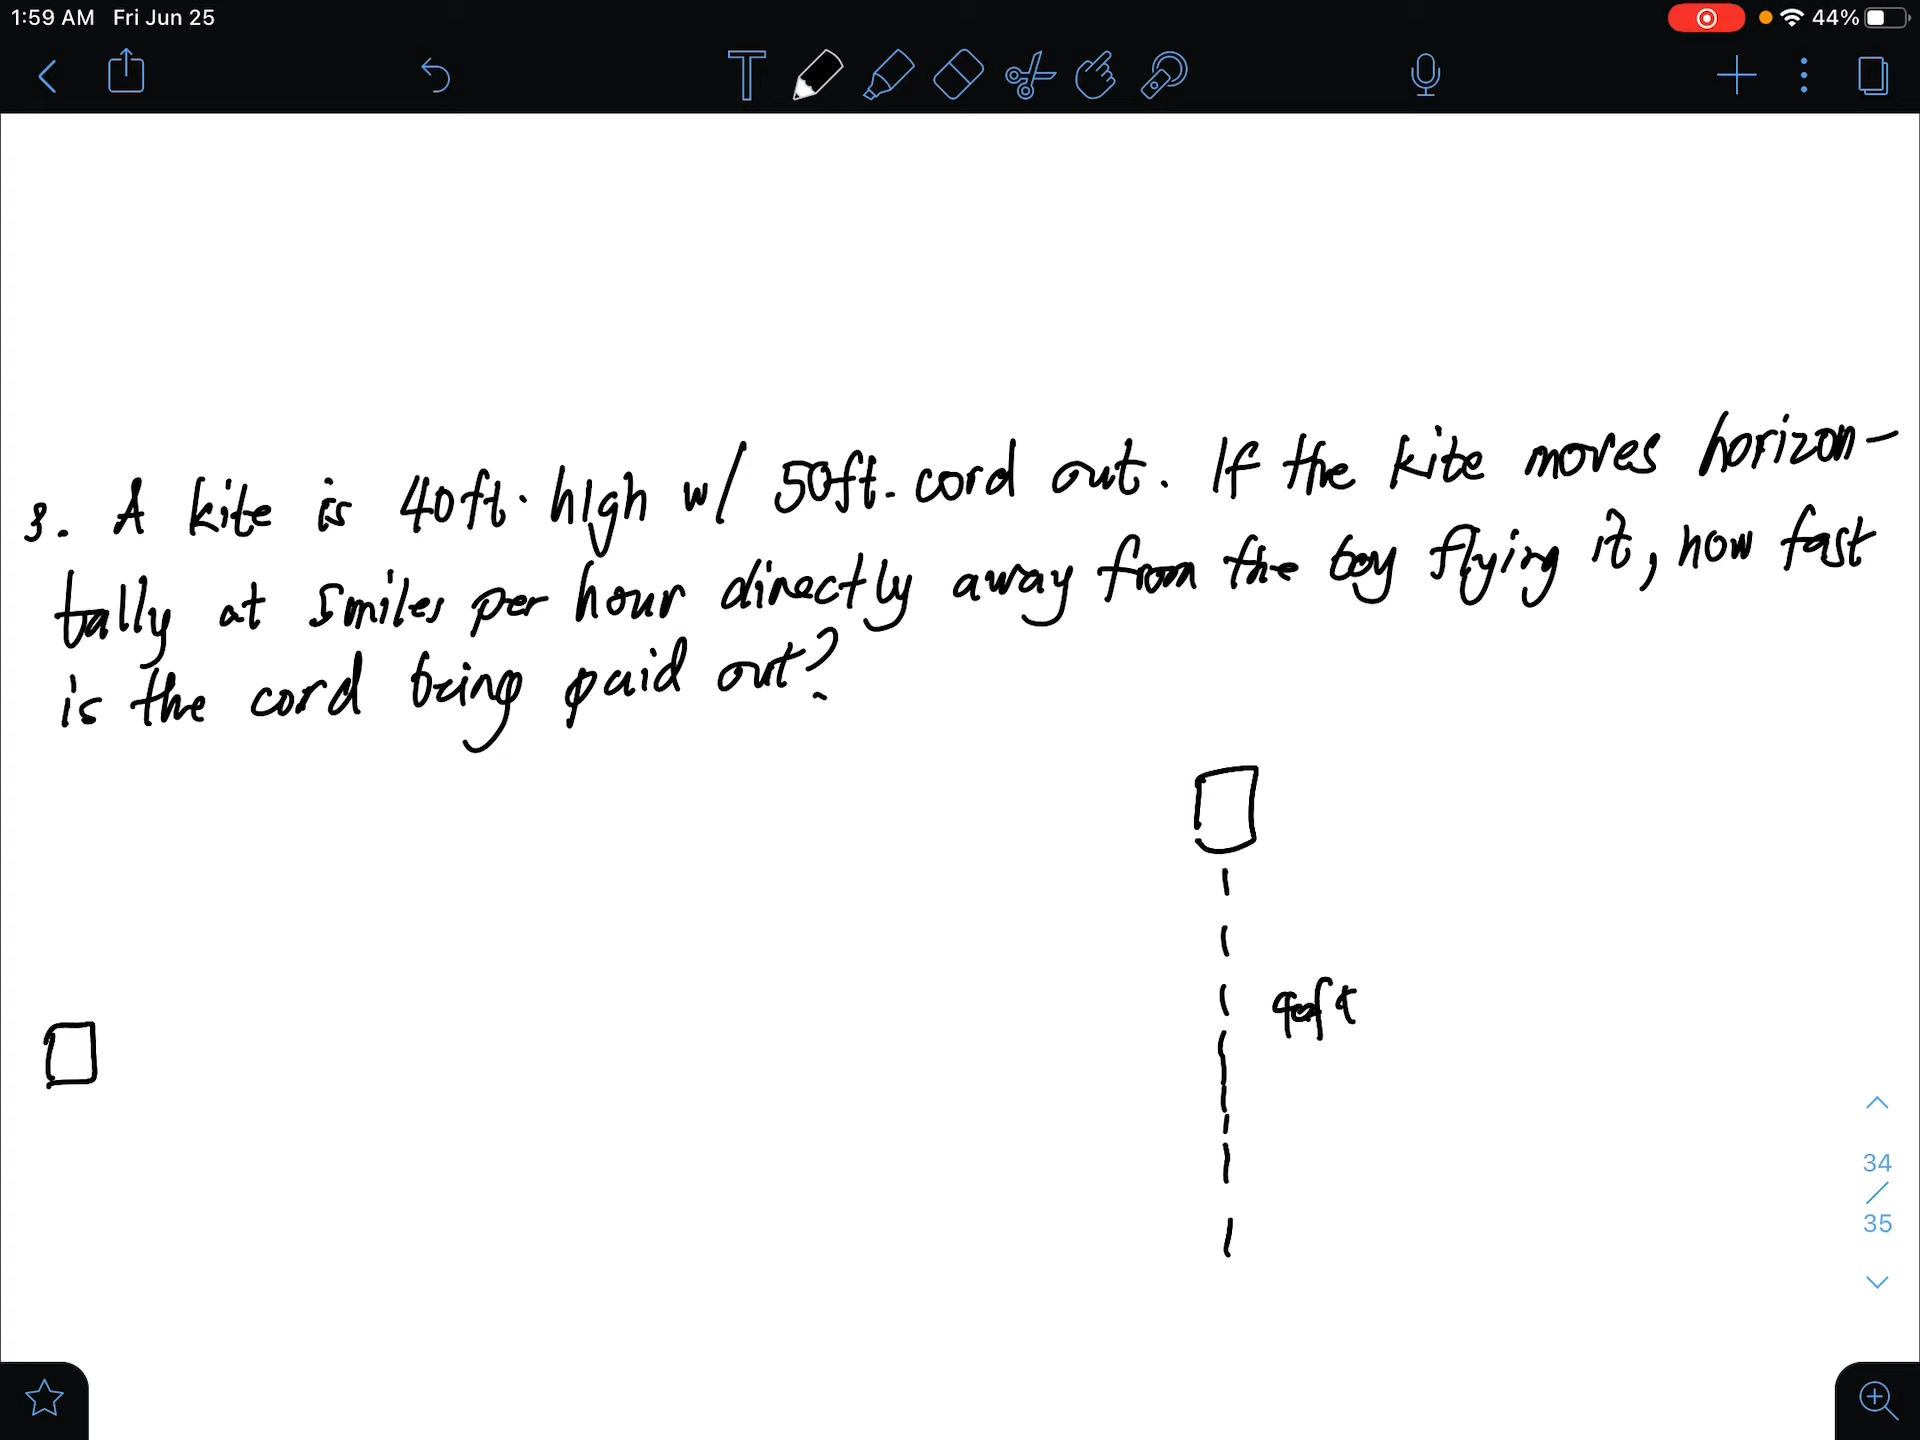 1:59 AM Fri Jun 25
44%
T
3. A kite is 40ft. high w/ 50ft. cord out. If the kite moves horizon-
tally at 5miles per hour directly away from the boy flying it, how fast
is the cord being paid out?
40ft
34
/
35